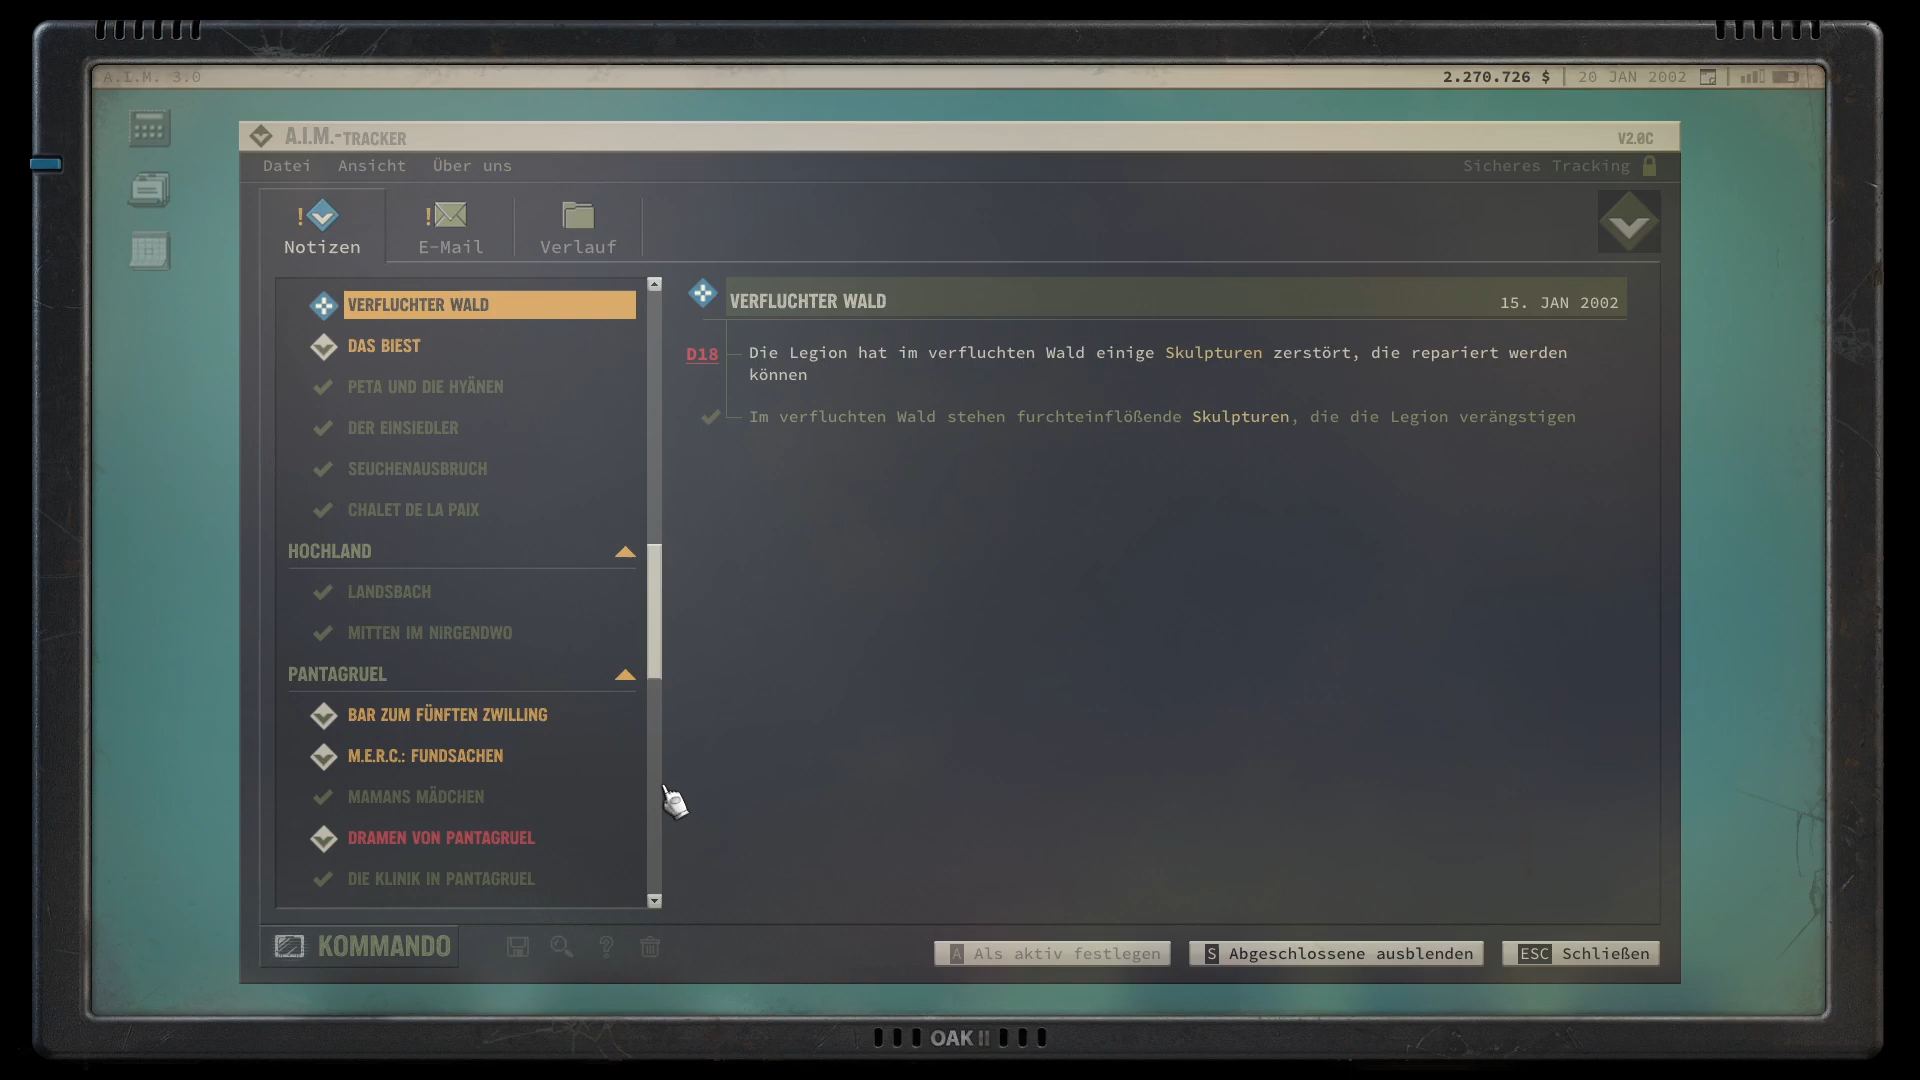 A.I.M. 3.0
2.270.726 $ | 20 JAN 2002
A.I.M.-TRACKER
V2.0C
Datei Ansicht Über uns
Sicheres Tracking
! Notizen
! E-Mail
Verlauf
VERFLUCHTER WALD
DAS BIEST
PETA UND DIE HYÄNEN
DER EINSIEDLER
SEUCHENAUSBRUCH
CHALET DE LA PAIX
HOCHLAND
LANDSBACH
MITTEN IM NIRGENDWO
PANTAGRUEL
BAR ZUM FÜNFTEN ZWILLING
M.E.R.C.: FUNDSACHEN
MAMANS MÄDCHEN
DRAMEN VON PANTAGRUEL
DIE KLINIK IN PANTAGRUEL
VERFLUCHTER WALD
15. JAN 2002
D18 Die Legion hat im verfluchten Wald einige Skulpturen zerstört, die repariert werden
können
Im verfluchten Wald stehen furchteinflößende Skulpturen, die die Legion verängstigen
KOMMANDO
?
A Als aktiv festlegen
S Abgeschlossene ausblenden
ESC Schließen
OAK II